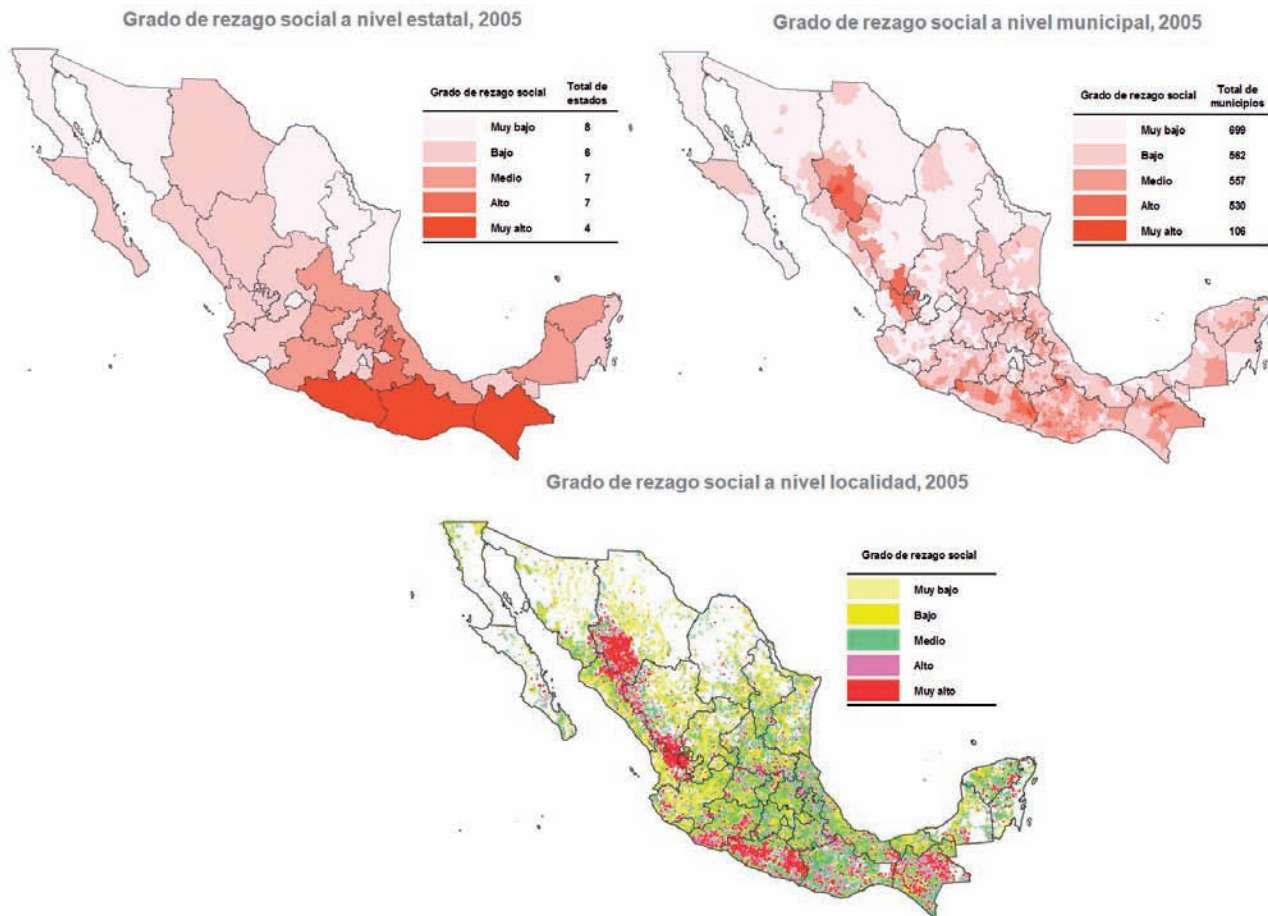 Grado de rezago social a nivel estatal, 2005
Grado de rezago social Total de estados
Muy bajo 8
Bajo 6
Medio 7
Alto 7
Muy alto 4
Grado de rezago social a nivel municipal, 2005
Grado de rezago social Total de municipios
Muy bajo 699
Bajo 562
Medio 557
Alto 530
Muy alto 106
Grado de rezago social a nivel localidad, 2005
Grado de rezago social
Muy bajo
Bajo
Medio
Alto
Muy alto